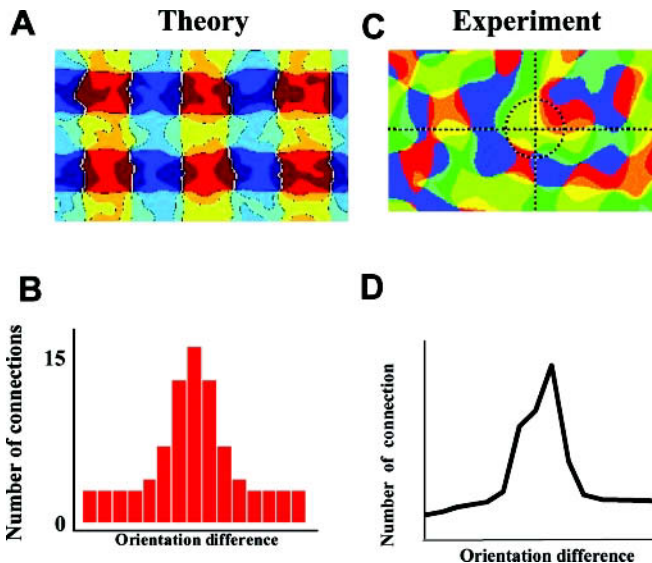 Theory
Experiment
A
C
B
D
Number of connections
15
0
Orientation difference
Number of connection
Orientation difference